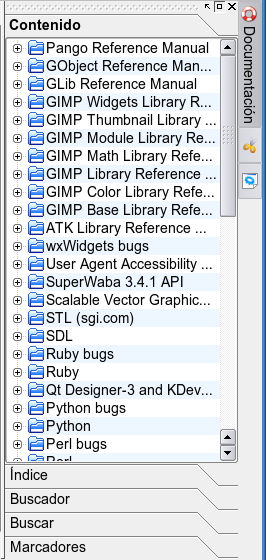 Contenido
Pango Reference Manual
GObject Reference Man...
GLib Reference Manual
GIMP Widgets Library R...
GIMP Thumbnail Library ...
GIMP Module Library Re...
GIMP Math Library Refe...
GIMP Library Reference ...
GIMP Color Library Refe...
GIMP Base Library Refe...
ATK Library Reference ...
wxWidgets bugs
User Agent Accessibility ...
SuperWaba 3.4.1 API
Scalable Vector Graphic...
STL (sgi.com)
SDL
Ruby bugs
Ruby
Qt Designer-3 and KDev...
Python bugs
Python
Perl bugs
Perl
Índice
Buscador
Buscar
Marcadores
Documentación